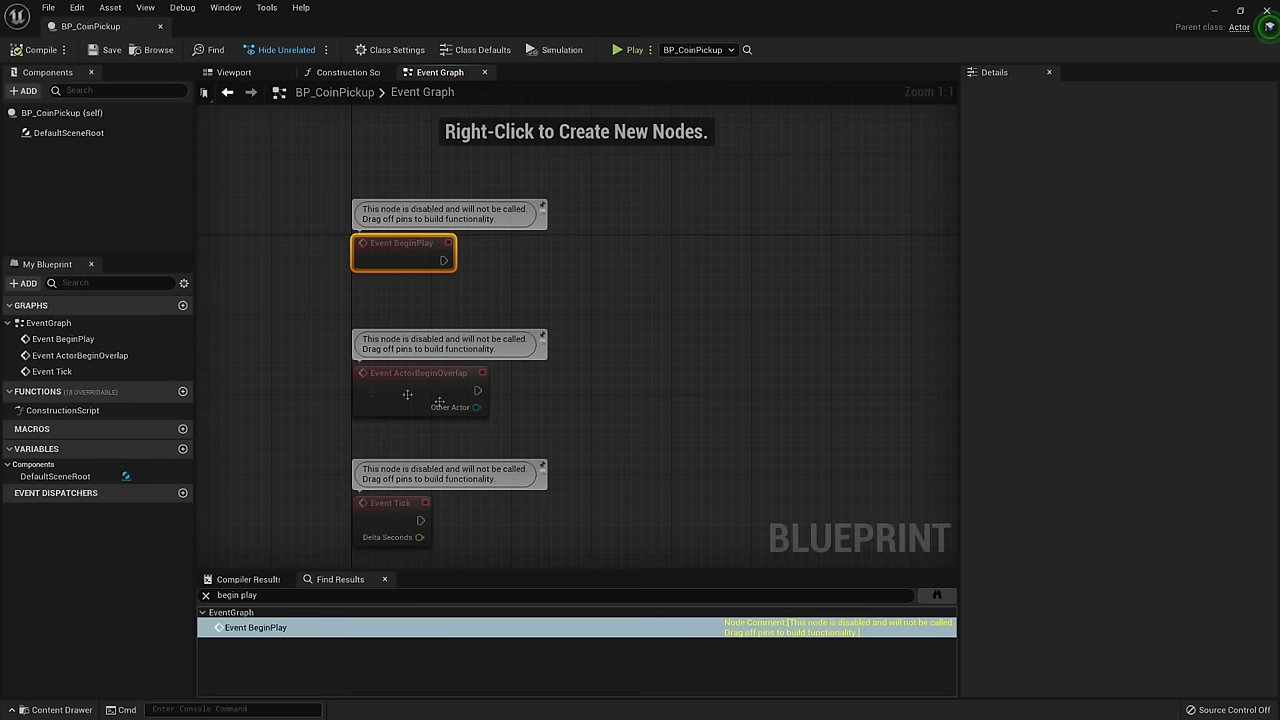 File Edit Asset View Debug Window Tools Help
BP_CoinPickup
Parent class: Actor
Compile Save Browse Find Hide Unrelated Class Settings Class Defaults Simulation Play BP_CoinPickup
Components
ADD Search
BP_CoinPickup (self)
DefaultSceneRoot
My Blueprint
ADD Search
GRAPHS
EventGraph
Event BeginPlay
Event ActorBeginOverlap
Event Tick
FUNCTIONS (18 OVERRIDABLE)
ConstructionScript
MACROS
VARIABLES
Components
DefaultSceneRoot
EVENT DISPATCHERS
Viewport Construction Sc Event Graph
BP_CoinPickup > Event Graph
Zoom 1:1
Right-Click to Create New Nodes.
This node is disabled and will not be called.
Drag off pins to build functionality.
Event BeginPlay
This node is disabled and will not be called.
Drag off pins to build functionality.
Event ActorBeginOverlap
Other Actor
This node is disabled and will not be called.
Drag off pins to build functionality.
Event Tick
Delta Seconds
BLUEPRINT
Compiler Results Find Results
begin play
EventGraph
Event BeginPlay
Node Comment:[This node is disabled and will not be called.
Drag off pins to build functionality.]
Details
Content Drawer Cmd Enter Console Command
Source Control Off